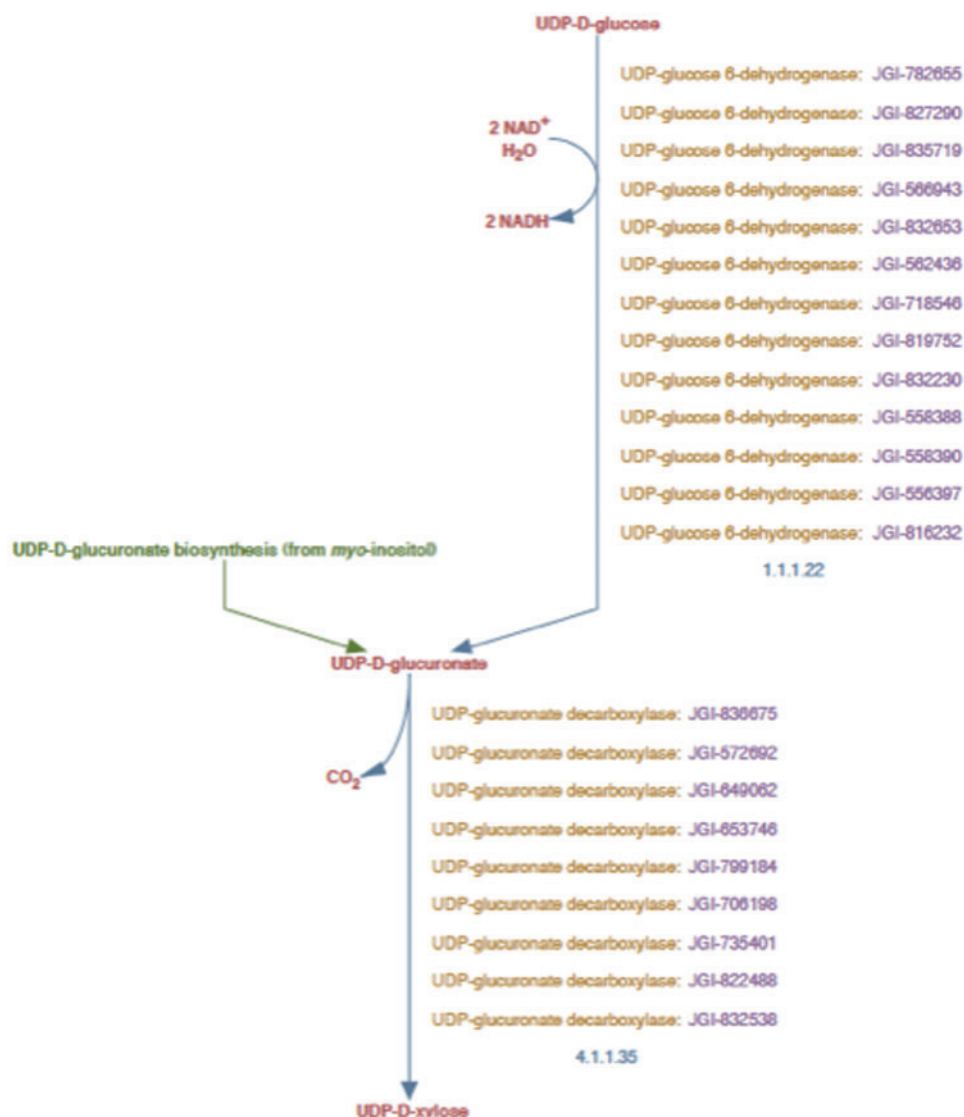 UDP-D-glucose
UDP-glucose 6-dehydrogenase: JGI-782655
UDP-glucose 6-dehydrogenase: JGI-827290
2 NAD+
H2O
UDP-glucose 6-dehydrogenase: JGI-835719
UDP-glucose 6-dehydrogenase: JGI-566943
2 NADH
UDP-glucose 6-dehydrogenase: JGI-832653
UDP-glucose 6-dehydrogenase: JGI-562436
UDP-glucose 6-dehydrogenase: JGI-718546
UDP-glucose 6-dehydrogenase: JGI-819752
UDP-glucose 6-dehydrogenase: JGI-832230
UDP-glucose 6-dehydrogenase: JGI-558388
UDP-glucose 6-dehydrogenase: JGI-558390
UDP-glucose 6-dehydrogenase: JGI-556397
UDP-glucose 6-dehydrogenase: JGI-816232
UDP-D-glucuronate biosynthesis (from myo-inositol)
1.1.1.22
UDP-D-glucuronate
UDP-glucuronate decarboxylase: JGI-836675
UDP-glucuronate decarboxylase: JGI-572692
CO2
UDP-glucuronate decarboxylase: JGI-649062
UDP-glucuronate decarboxylase: JGI-653746
UDP-glucuronate decarboxylase: JGI-799184
UDP-glucuronate decarboxylase: JGI-706198
UDP-glucuronate decarboxylase: JGI-735401
UDP-glucuronate decarboxylase: JGI-822488
UDP-glucuronate decarboxylase: JGI-832538
4.1.1.35
UDP-D-xylose